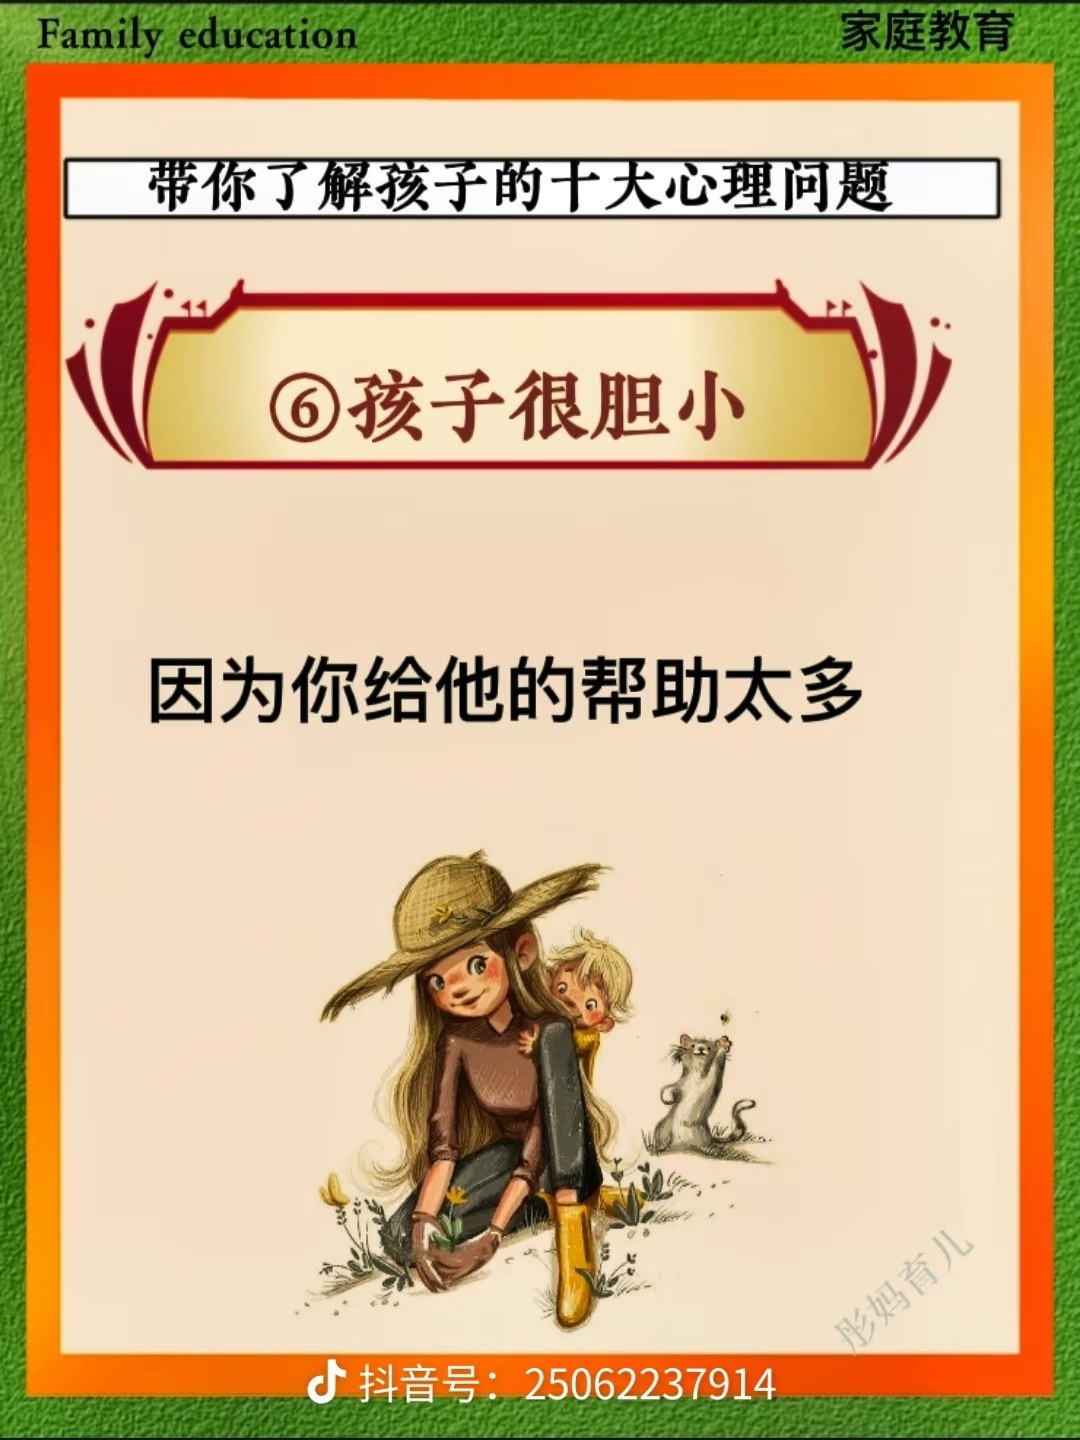 Family education
家庭教育
带你了解孩子的十大心理问题
⑥孩子很胆小
因为你给他的帮助太多
彤妈育儿
抖音号：25062237914